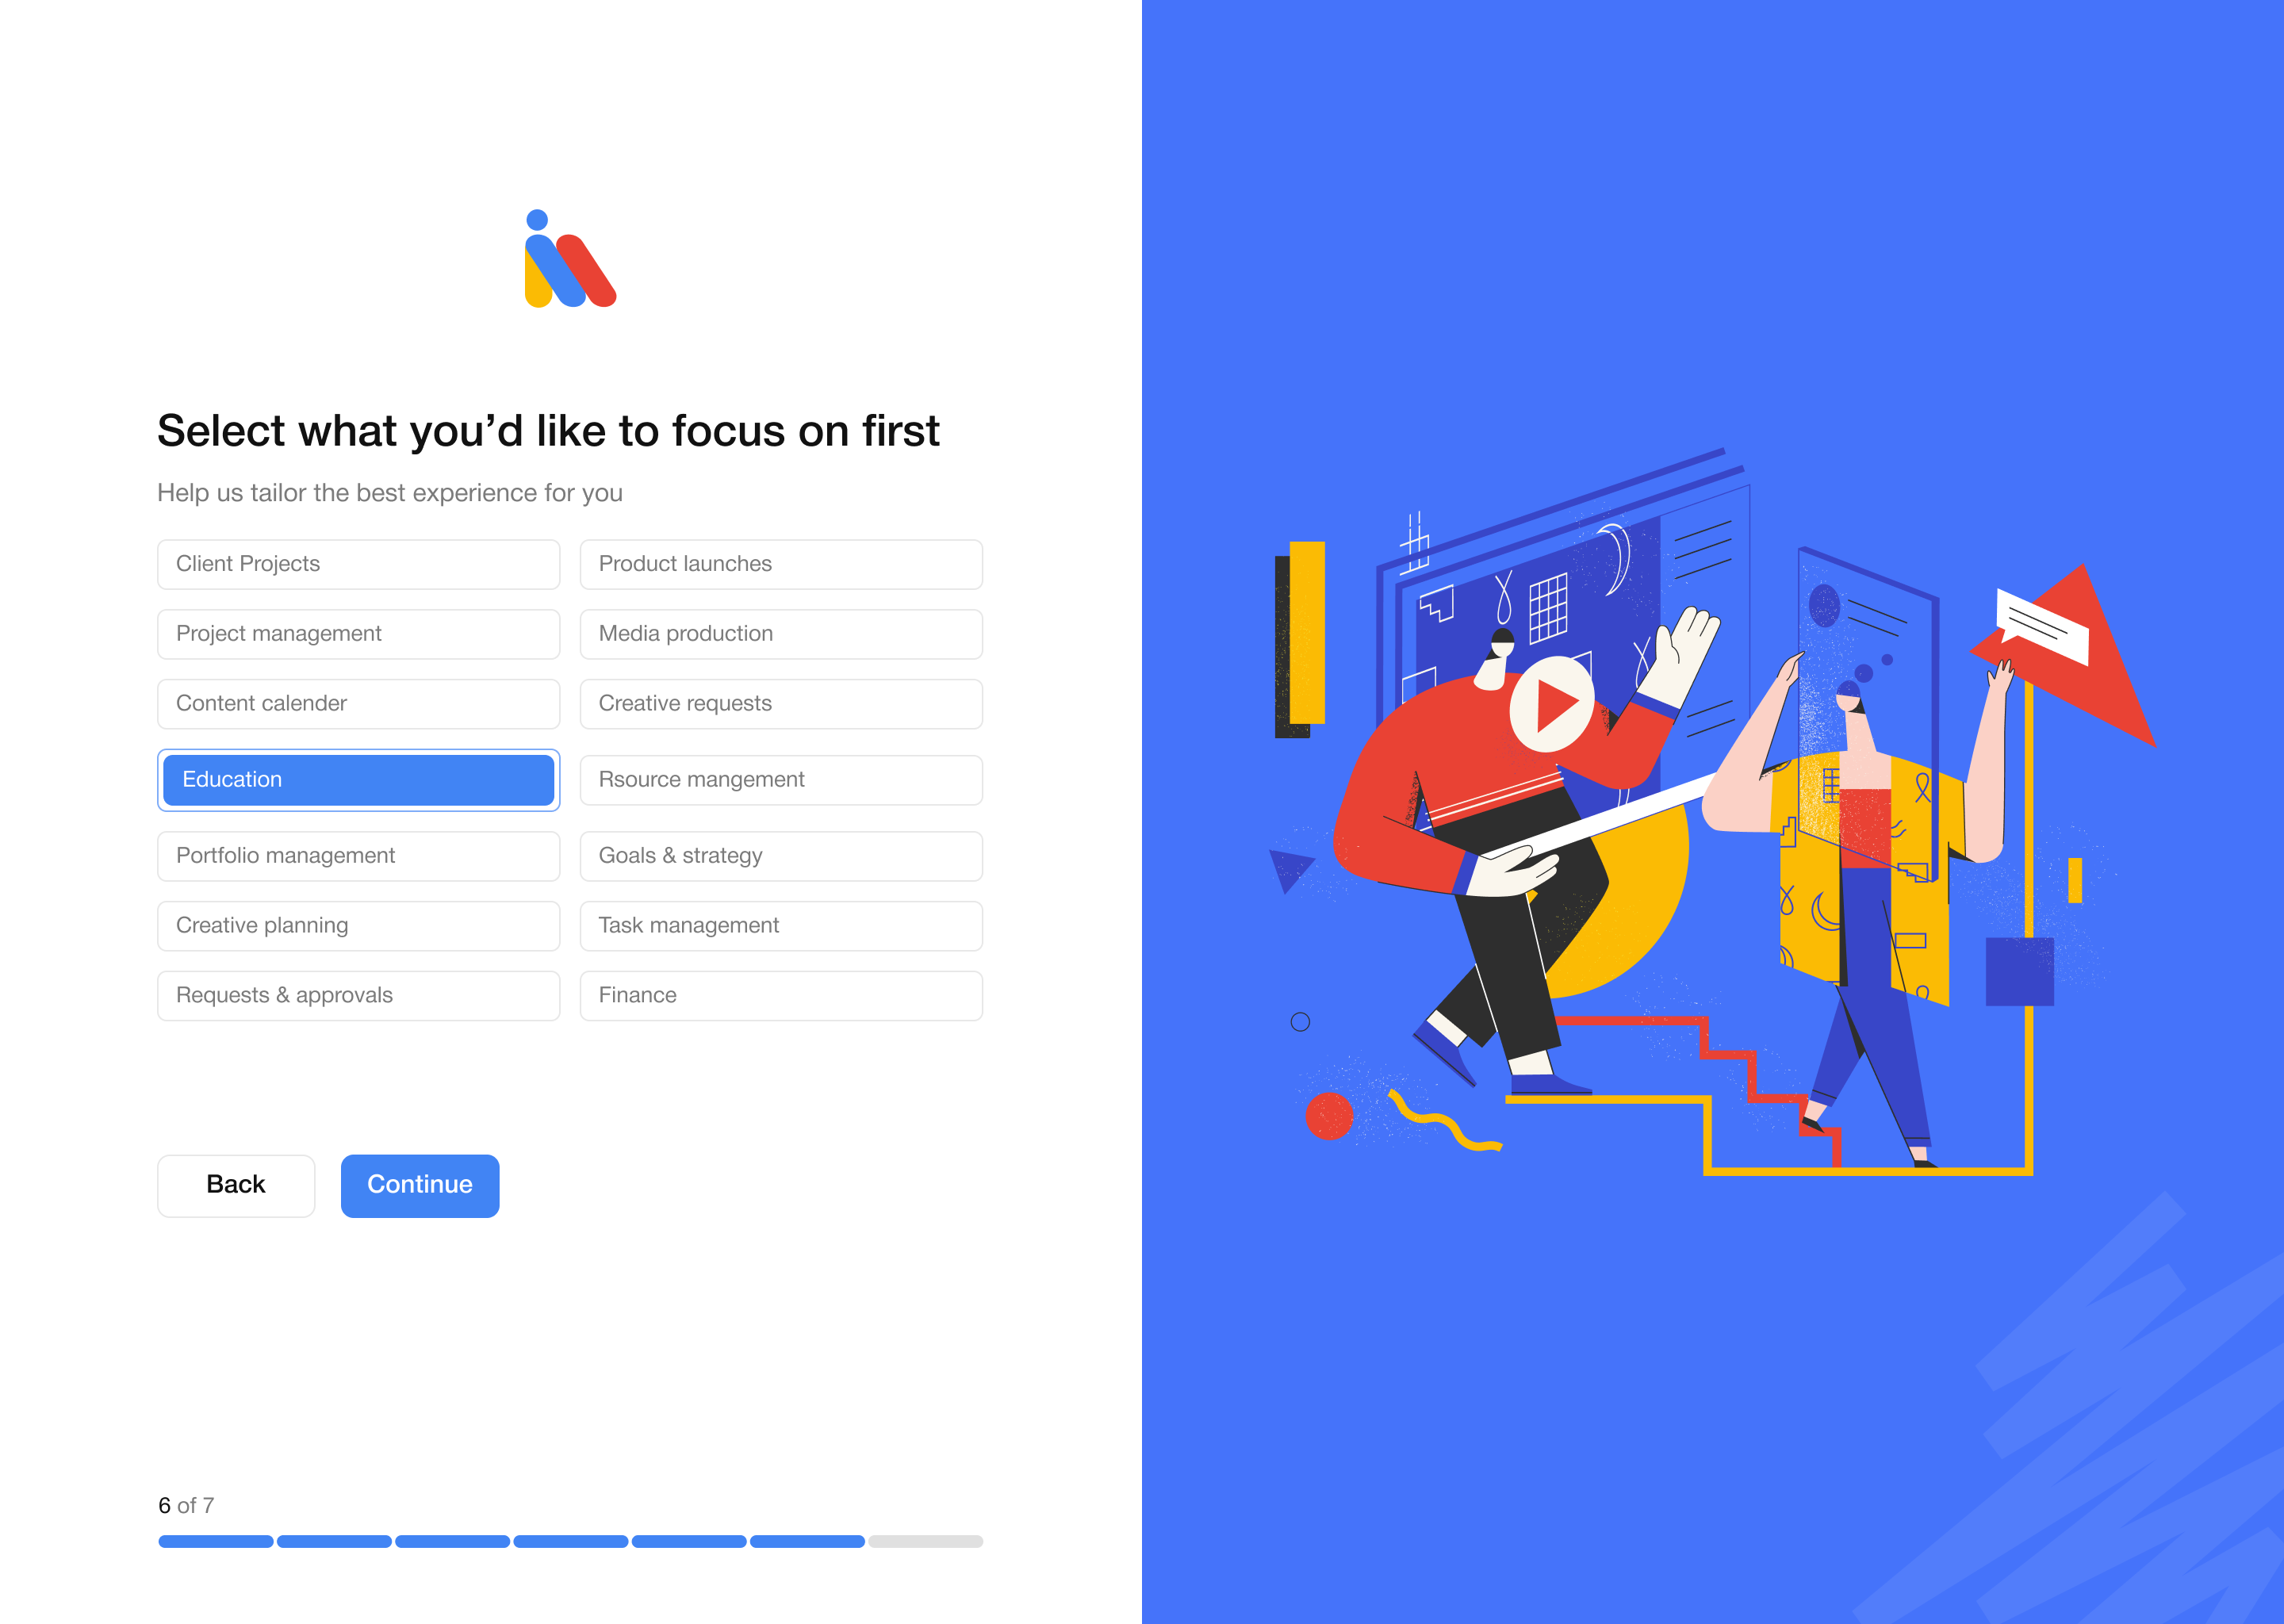 Select what you’d like to focus on first
Help us tailor the best experience for you
Client Projects
Product launches
Project management
Media production
Content calender
Creative requests
Education
Rsource mangement
Portfolio management
Goals & strategy
Creative planning
Task management
Requests & approvals
Finance
Back
Continue
6 of 7